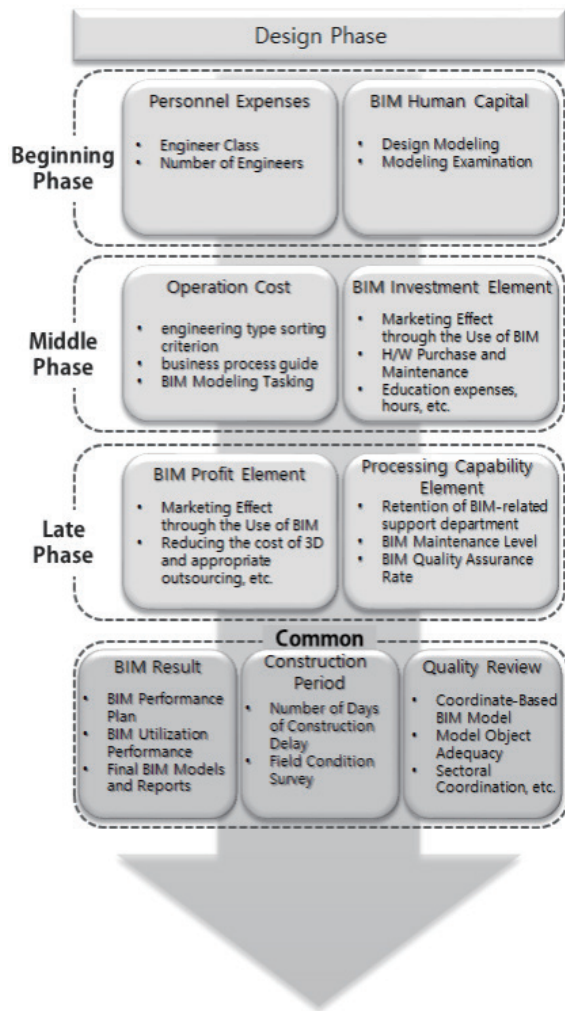 Design Phase
Beginning
Phase
Personnel Expenses
• Engineer Class
• Number of Engineers
BIM Human Capital
• Design Modeling
• Modeling Examination
Middle
Phase
Operation Cost
• engineering type sorting
criterion
• business process guide
• BIM Modeling Tasking
BIM Investment Element
• Marketing Effect
through the Use of BIM
• H/W Purchase and
Maintenance
• Education expenses,
hours, etc.
Late
Phase
BIM Profit Element
• Marketing Effect
through the Use of BIM
• Reducing the cost of 3D
and appropriate
outsourcing, etc.
Processing Capability
Element
• Retention of BIM-related
support department
• BIM Maintenance Level
• BIM Quality Assurance
Rate
Common
BIM Result
• BIM Performance
Plan
• BIM Utilization
Performance
• Final BIM Models
and Reports
Construction
Period
• Number of Days
of Construction
Delay
• Field Condition
Survey
Quality Review
• Coordinate-Based
BIM Model
• Model Object
Adequacy
• Sectoral
Coordination, etc.